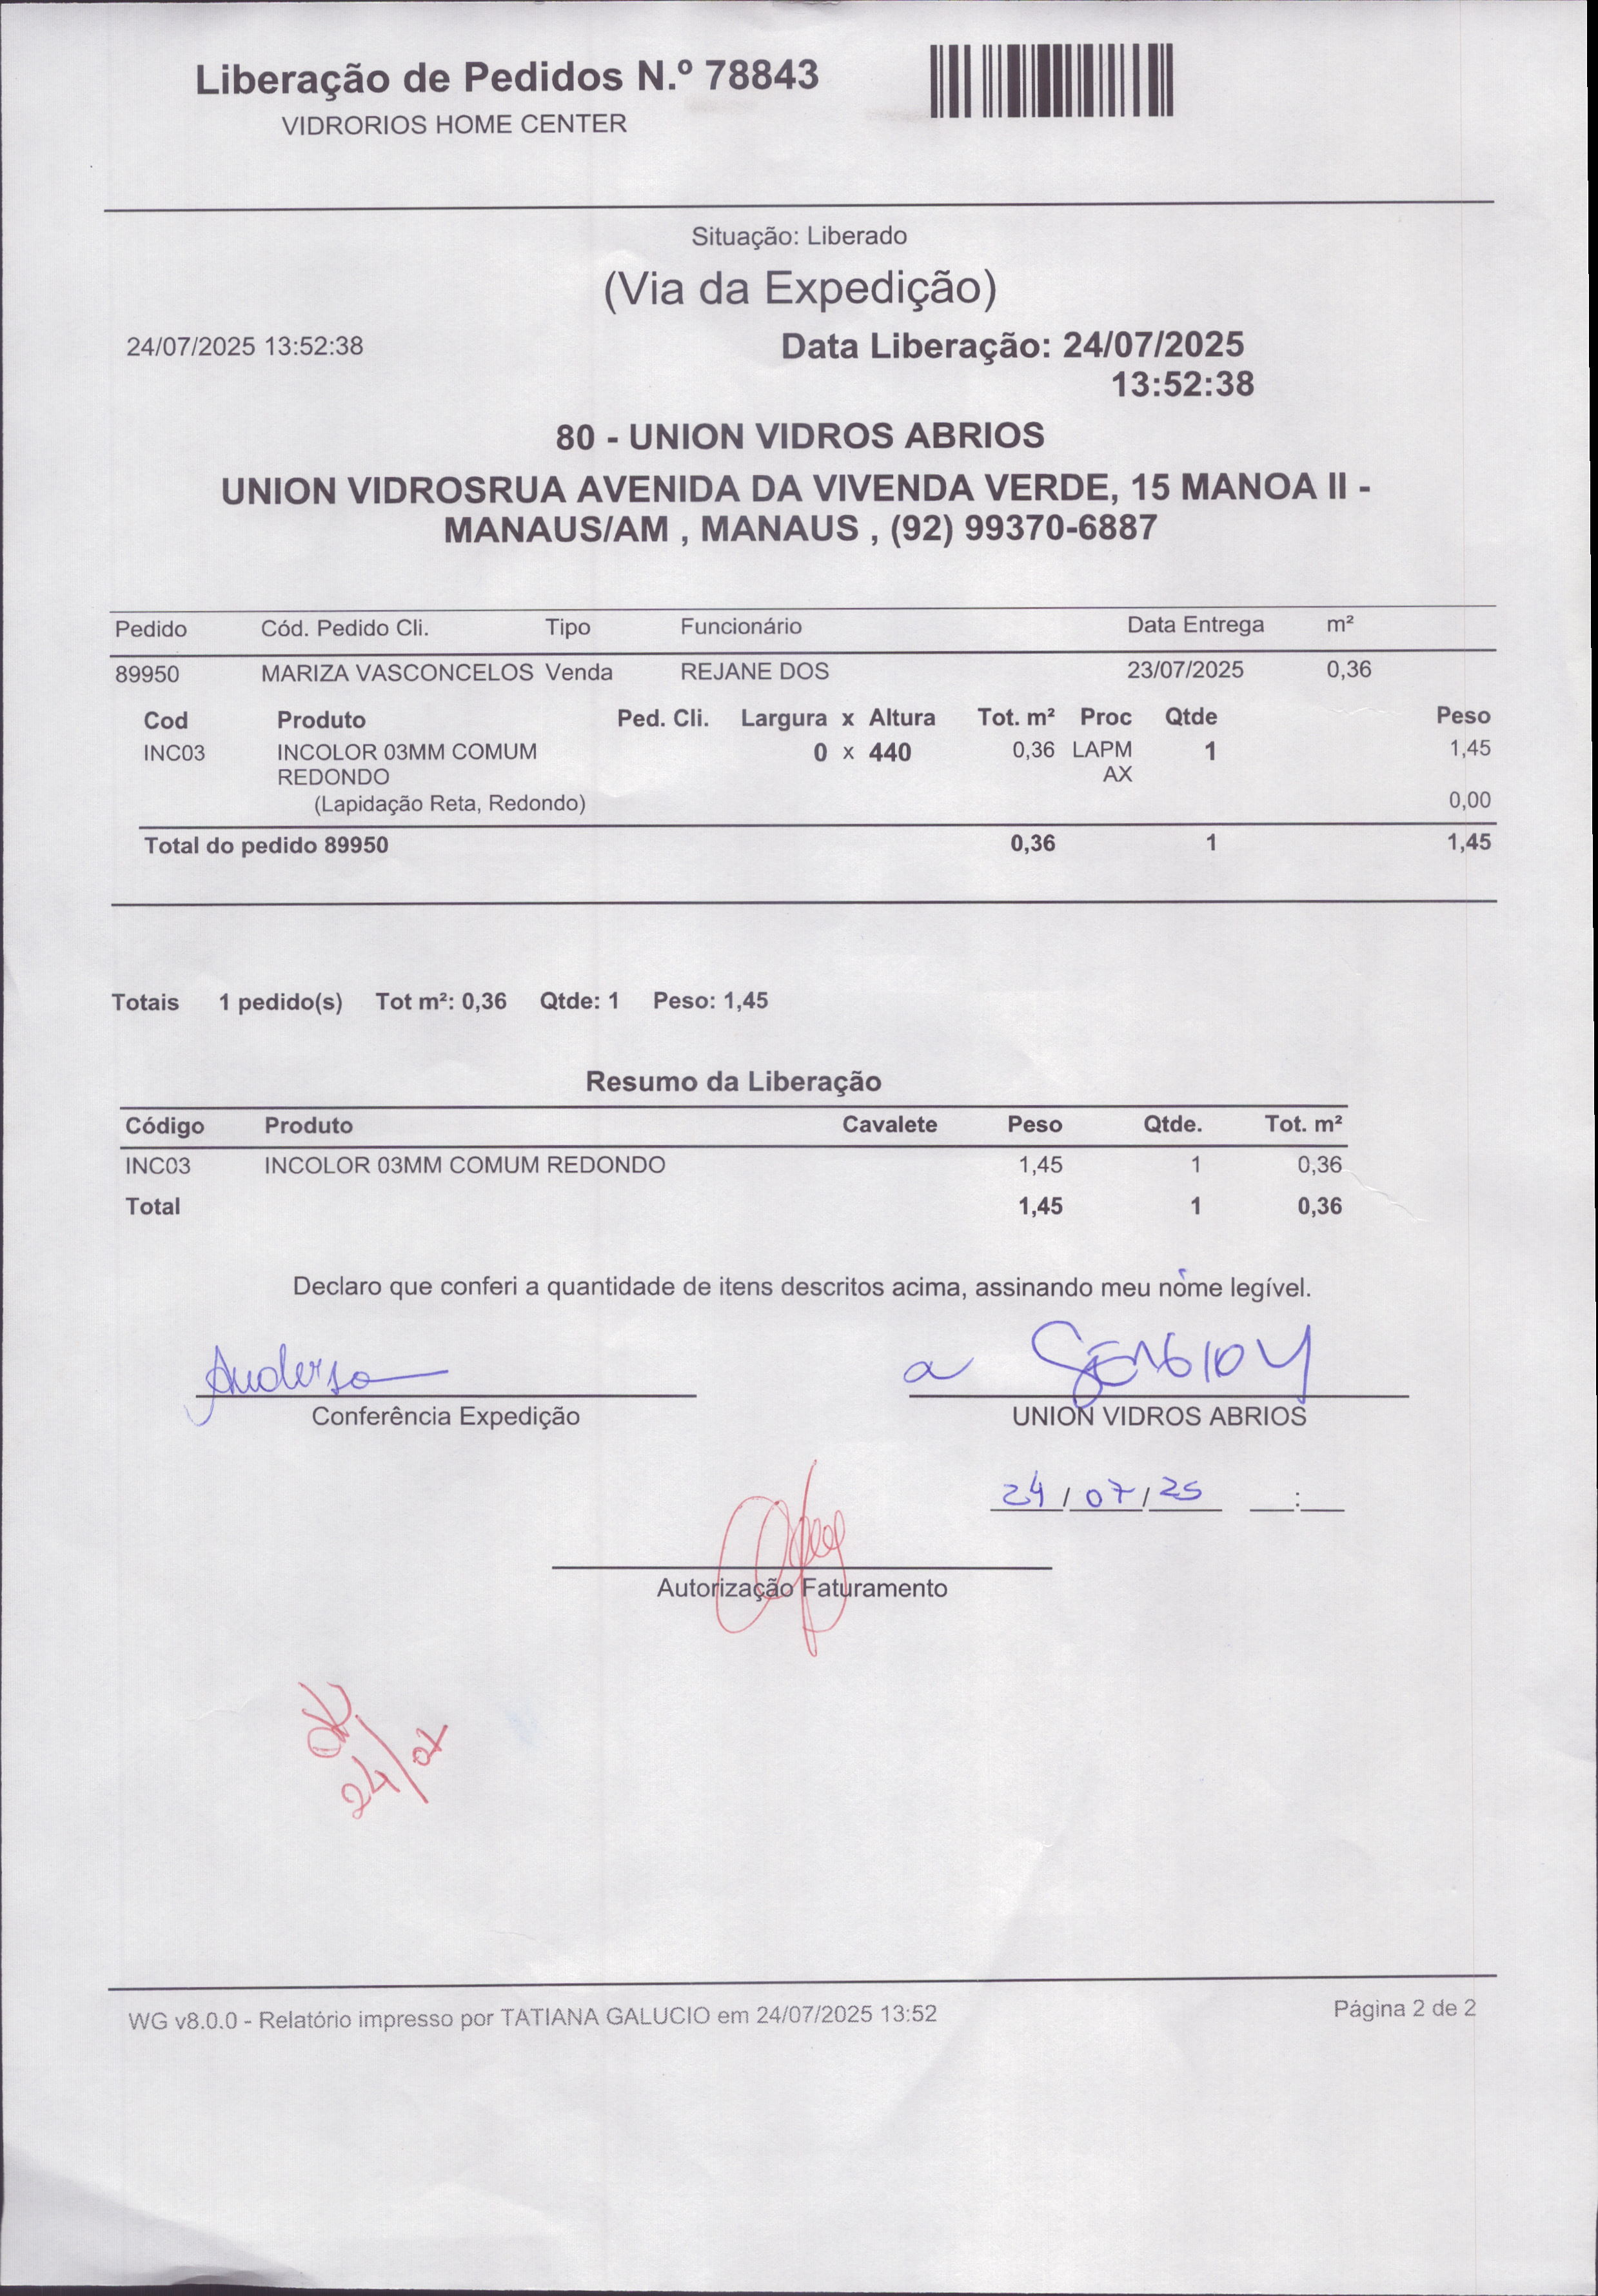 Liberação de Pedidos N.º 78843
VIDRORIOS HOME CENTER
Situação: Liberado
(Via da Expedição)
24/07/2025 13:52:38
Data Liberação: 24/07/2025
13:52:38
80 - UNION VIDROS ABRIOS
UNION VIDROSRUA AVENIDA DA VIVENDA VERDE, 15 MANOA II -
MANAUS/AM , MANAUS , (92) 99370-6887
Pedido Cód. Pedido Cli. Tipo Funcionário Data Entrega m²
89950 MARIZA VASCONCELOS Venda REJANE DOS 23/07/2025 0,36
Cod Produto Ped. Cli. Largura x Altura Tot. m² Proc Qtde Peso
INC03 INCOLOR 03MM COMUM 0 x 440 0,36 LAPM 1 1,45
REDONDO AX
(Lapidação Reta, Redondo) 0,00
Total do pedido 89950 0,36 1 1,45
Totais 1 pedido(s) Tot m²: 0,36 Qtde: 1 Peso: 1,45
Resumo da Liberação
Código Produto Cavalete Peso Qtde. Tot. m²
INC03 INCOLOR 03MM COMUM REDONDO 1,45 1 0,36
Total 1,45 1 0,36
Declaro que conferi a quantidade de itens descritos acima, assinando meu nome legível.
Anderso
Conferência Expedição UNION VIDROS ABRIOS
24/07/25 __:__
Autorização Faturamento
OK
24/07
WG v8.0.0 - Relatório impresso por TATIANA GALUCIO em 24/07/2025 13:52 Página 2 de 2